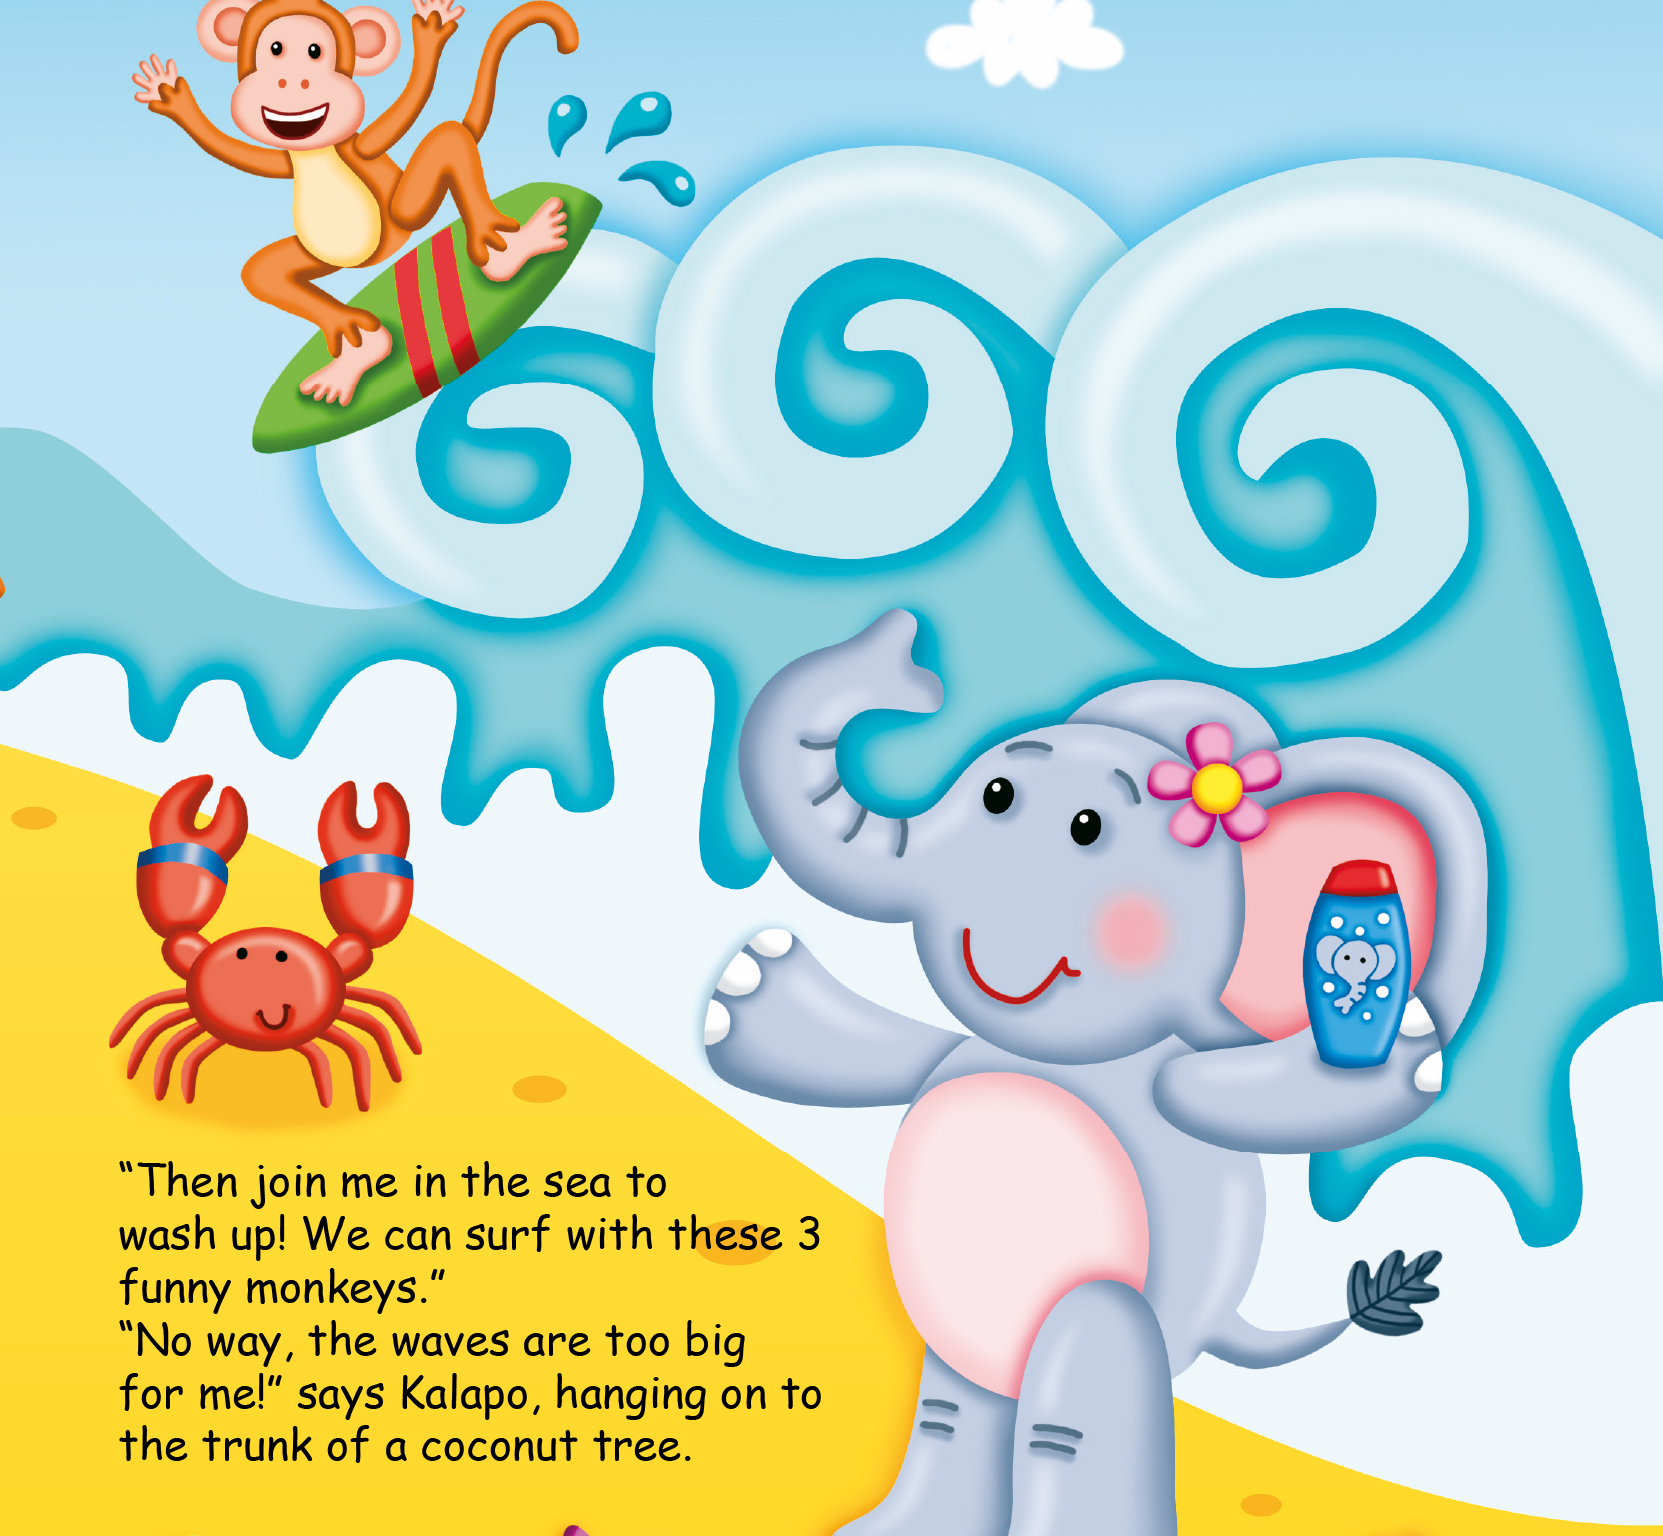 “Then join me in the sea to
wash up! We can surf with these 3
funny monkeys.”
“No way, the waves are too big
for me!” says Kalapo, hanging on to
the trunk of a coconut tree.